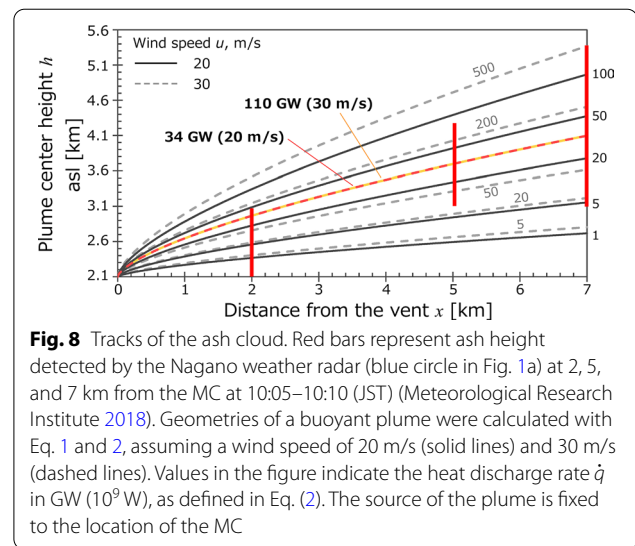 5.6
5.1
4.6
4.1
3.6
3.1
2.6
2.1
Plume center height h
asl [km]
Wind speed u, m/s
20
30
110 GW (30 m/s)
34 GW (20 m/s)
500
200
50
20
5
100
50
20
5
1
0 1 2 3 4 5 6 7
Distance from the vent x [km]
Fig. 8 Tracks of the ash cloud. Red bars represent ash height
detected by the Nagano weather radar (blue circle in Fig. 1a) at 2, 5,
and 7 km from the MC at 10:05–10:10 (JST) (Meteorological Research
Institute 2018). Geometries of a buoyant plume were calculated with
Eq. 1 and 2, assuming a wind speed of 20 m/s (solid lines) and 30 m/s
(dashed lines). Values in the figure indicate the heat discharge rate q̇
in GW (10⁹ W), as defined in Eq. (2). The source of the plume is fixed
to the location of the MC